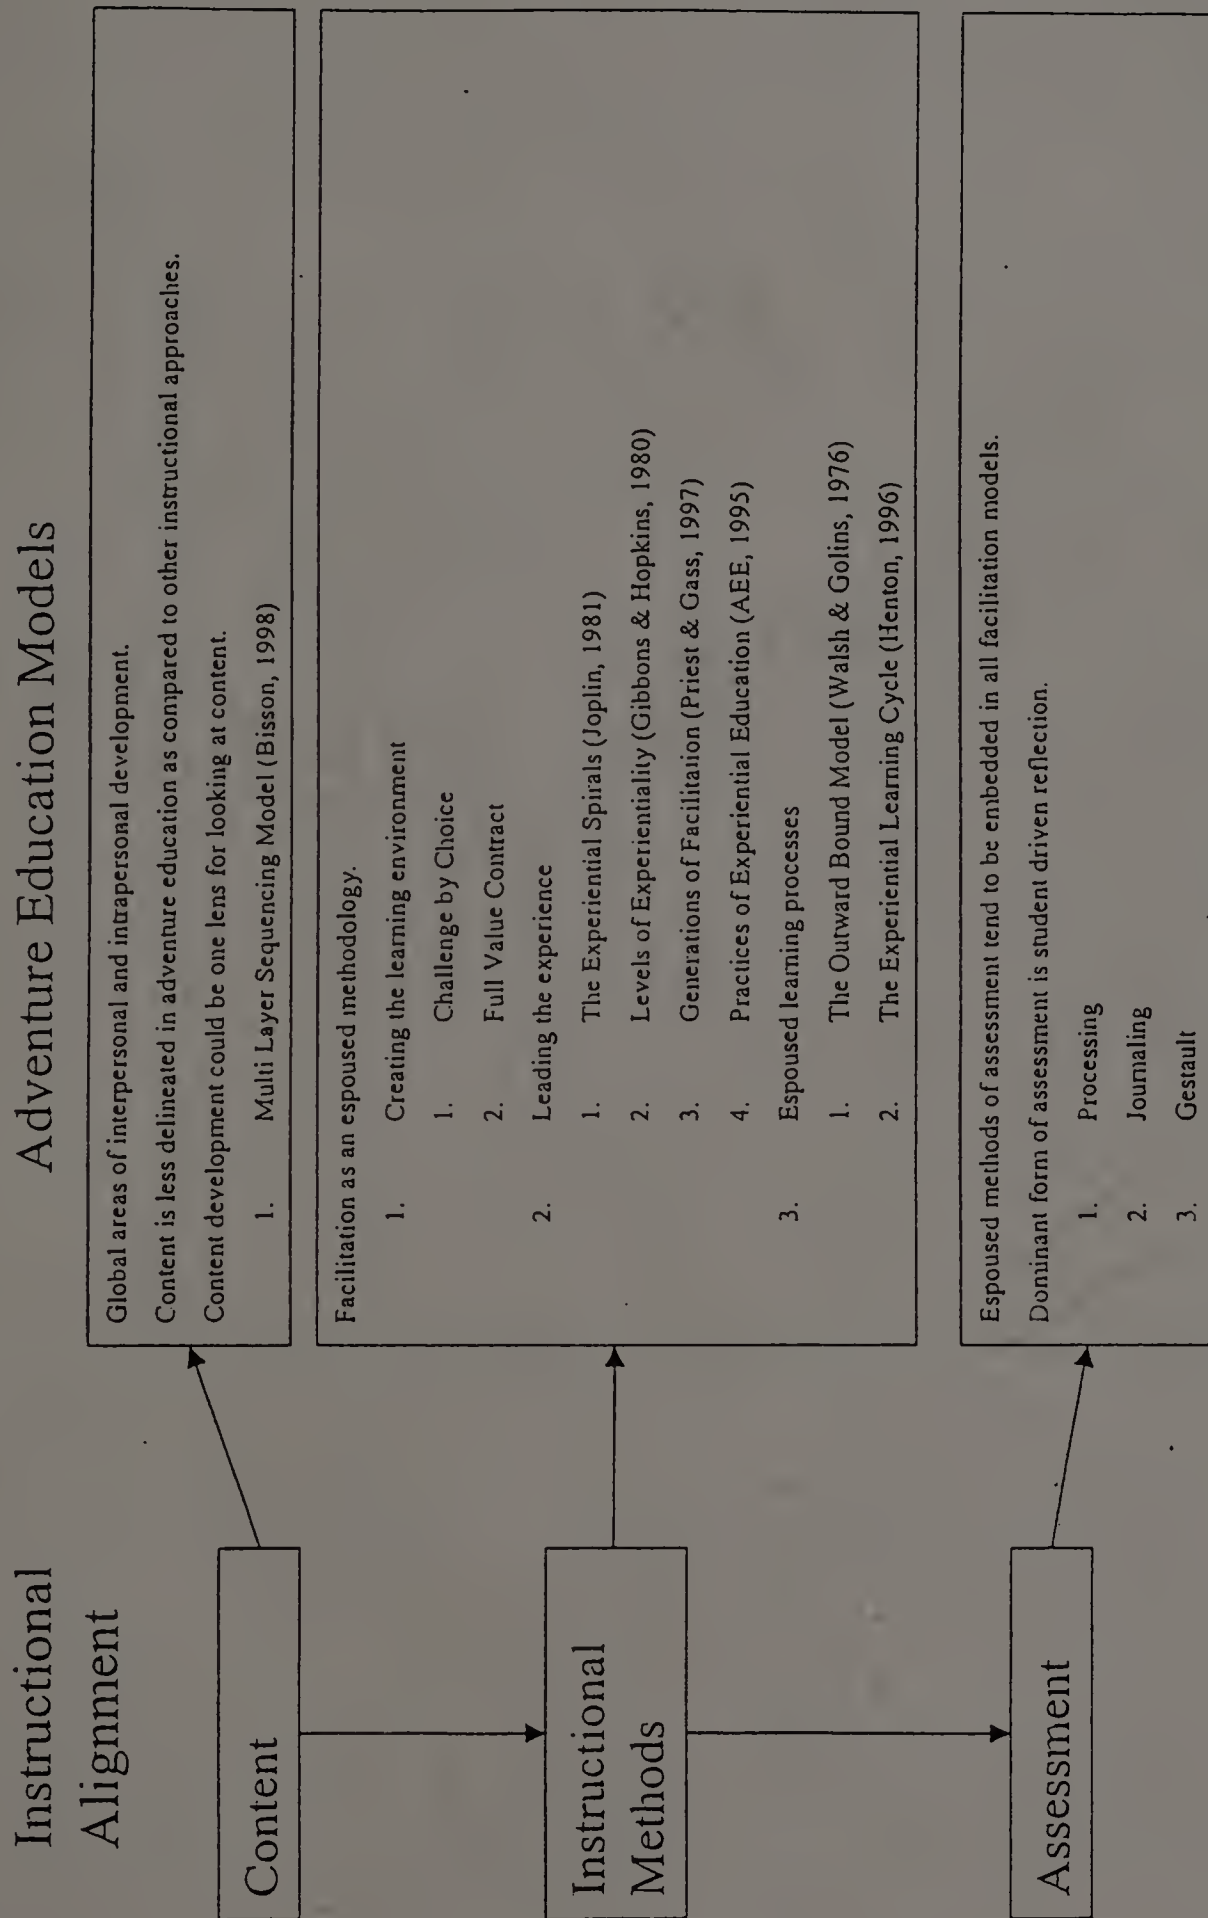 Instructional
Alignment
Adventure Education Models
Content
Global areas of interpersonal and intrapersonal development.
Content is less delineated in adventure education as compared to other instructional approaches.
Content development could be one lens for looking at content.
1. Multi Layer Sequencing Model (Bisson, 1998)
Instructional
Methods
Facilitation as an espoused methodology.
1. Creating the learning environment
1. Challenge by Choice
2. Full Value Contract
2. Leading the experience
1. The Experiential Spirals (Joplin, 1981)
2. Levels of Experientiality (Gibbons & Hopkins, 1980)
3. Generations of Facilitation (Priest & Gass, 1997)
4. Practices of Experiential Education (AEE, 1995)
3. Espoused learning processes
1. The Outward Bound Model (Walsh & Golins, 1976)
2. The Experiential Learning Cycle (Henton, 1996)
Assessment
Espoused methods of assessment tend to be embedded in all facilitation models.
Dominant form of assessment is student driven reflection.
1. Processing
2. Journaling
3. Gestault